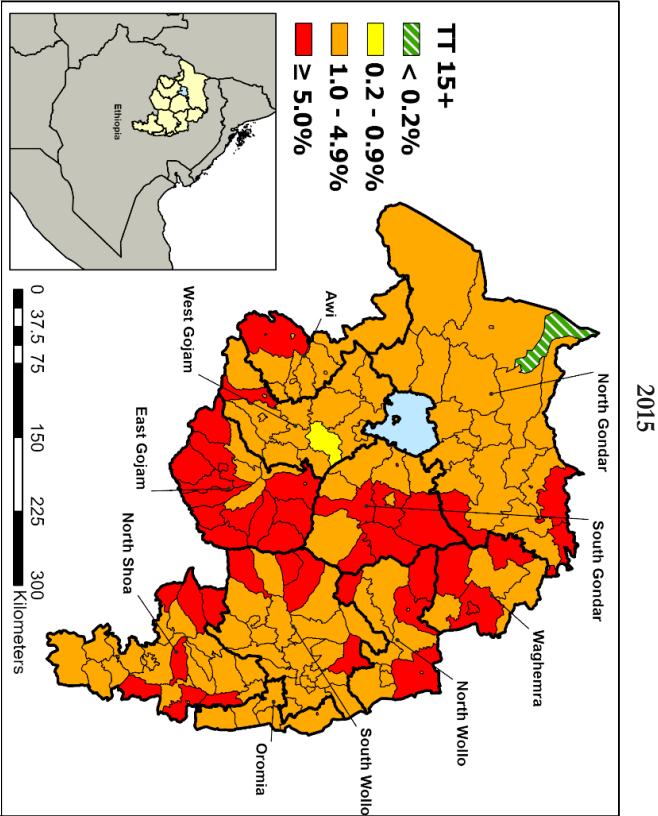 2015
TT 15+
< 0.2%
0.2 - 0.9%
1.0 - 4.9%
≥ 5.0%
Ethiopia
North Gondar
South Gondar
Waghemra
North Wollo
South Wollo
Oromia
Awi
West Gojam
East Gojam
North Shoa
0 37.5 75 150 225 300
Kilometers